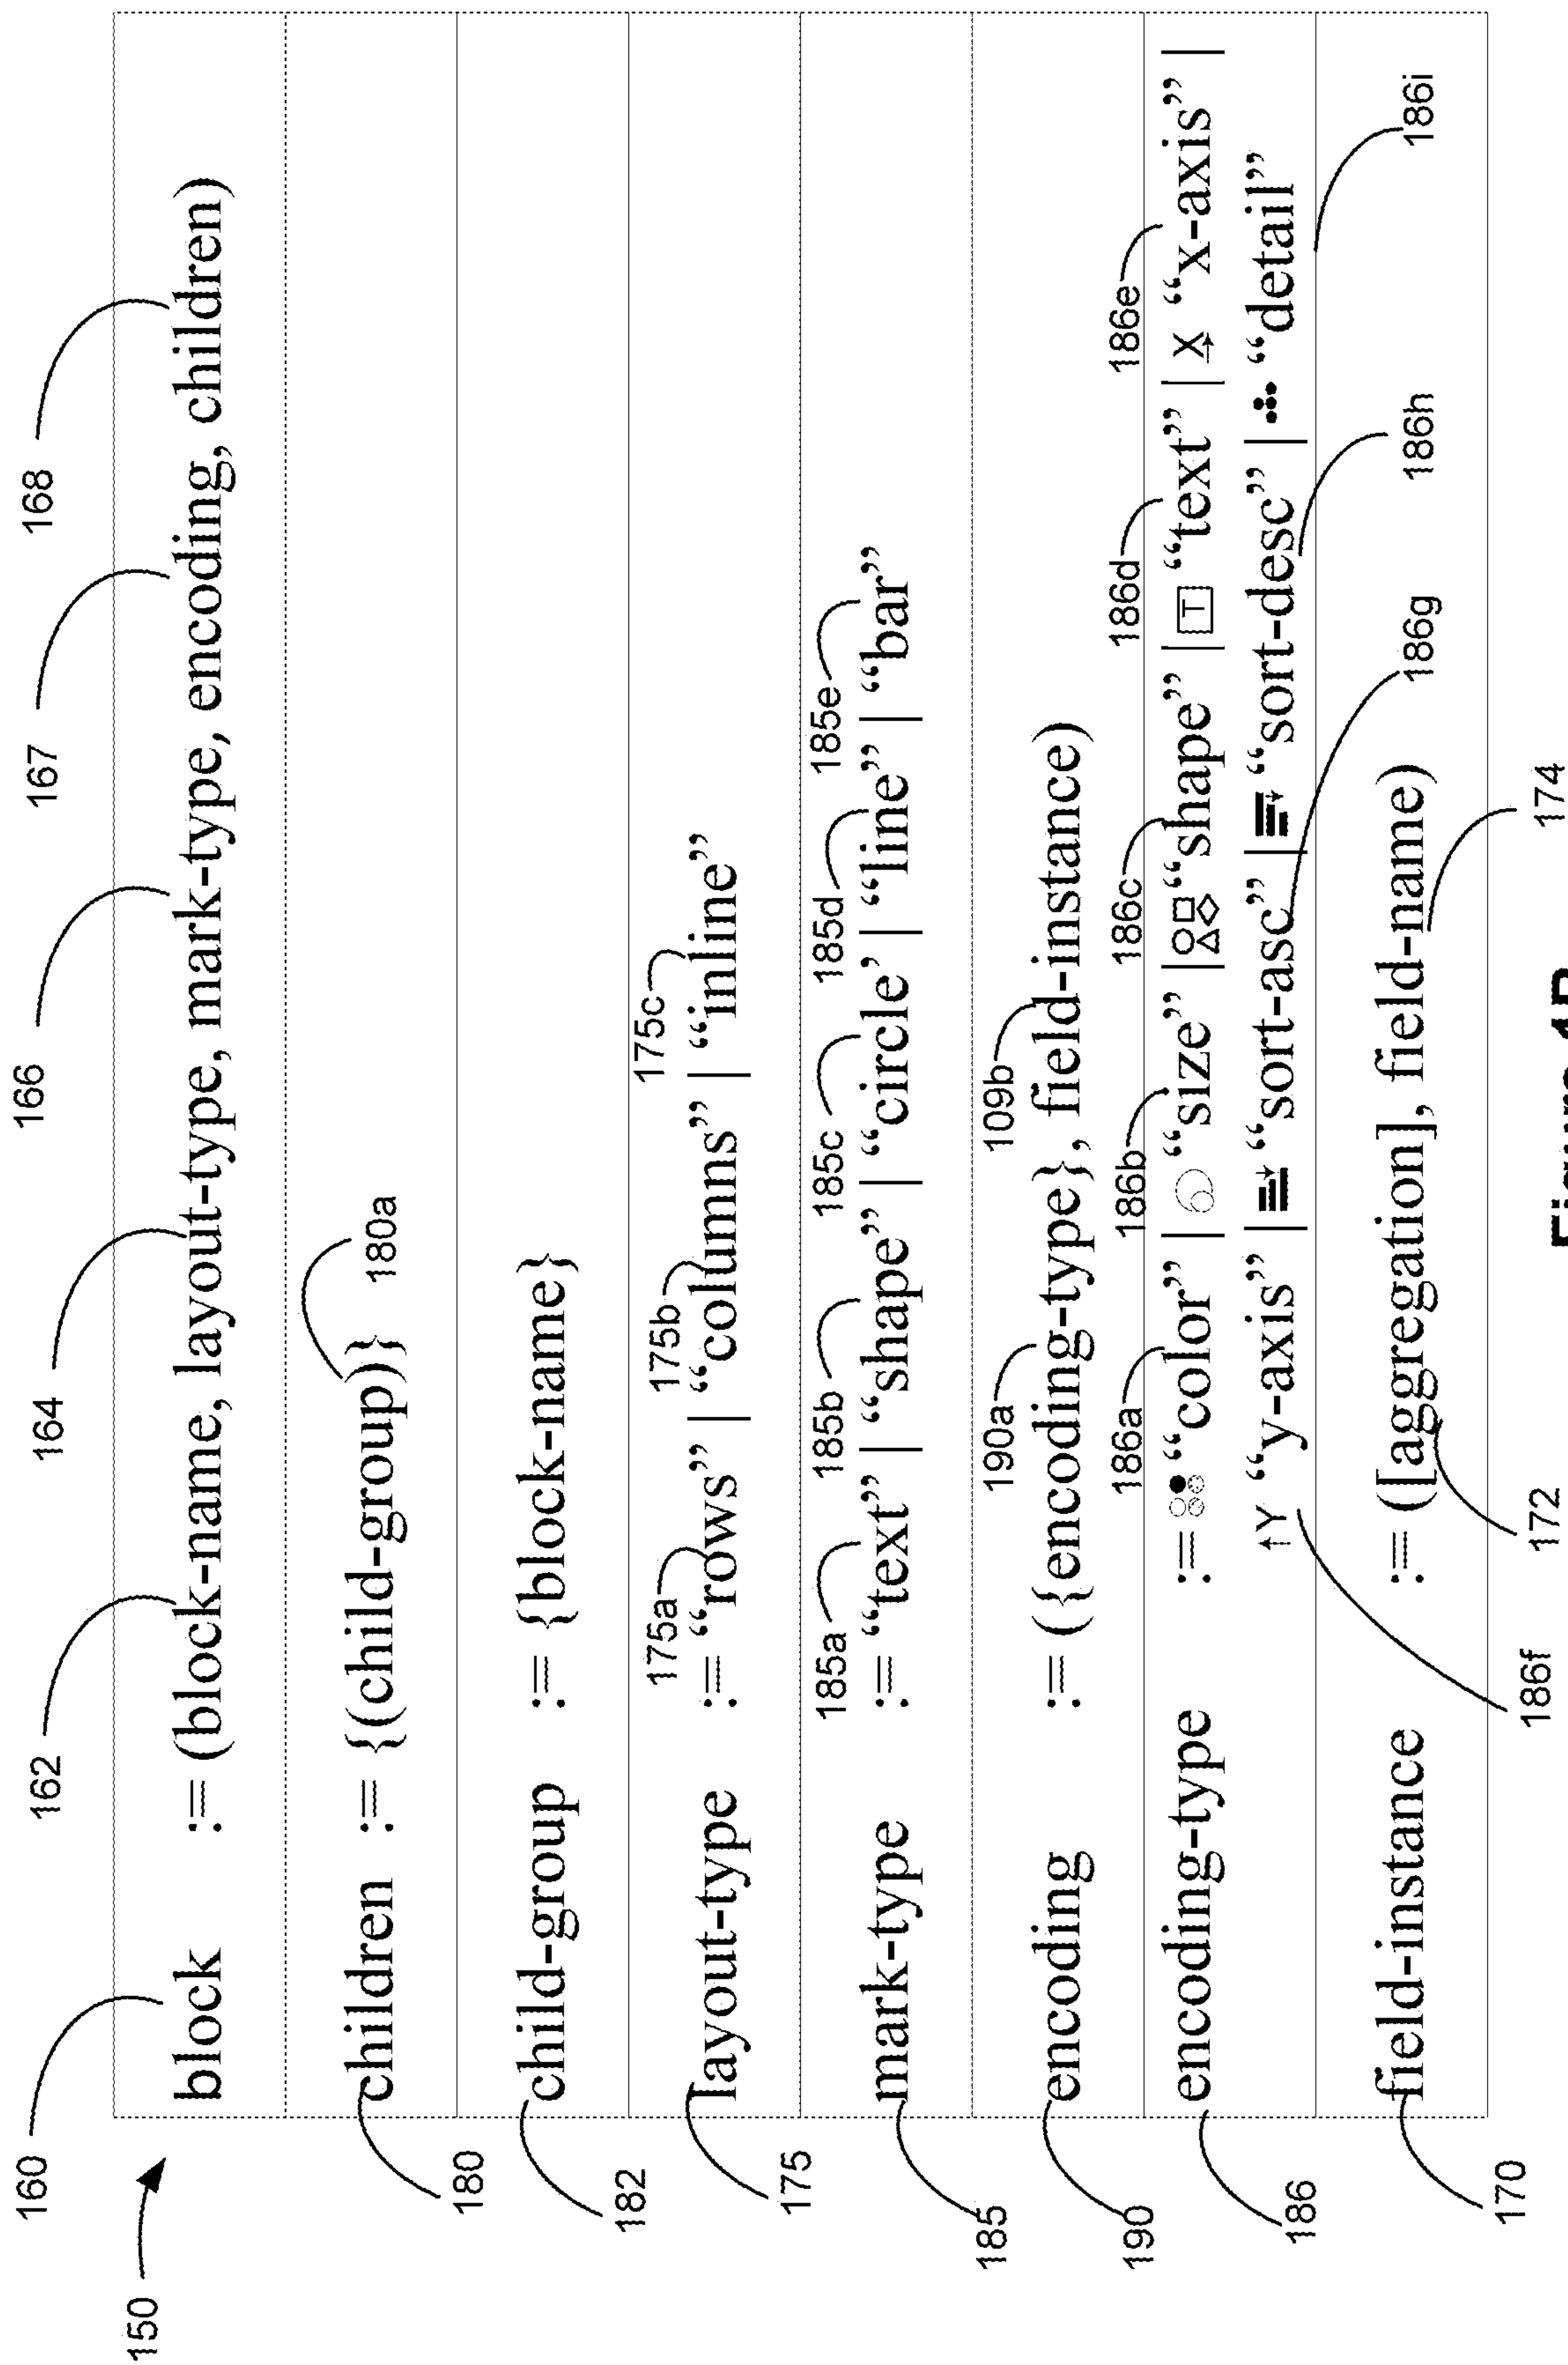 150
160 162 164 166 167 168
block := (block-name, layout-type, mark-type, encoding, children)
180 children := {(child-group)} 180a
182 child-group := {block-name}
175a 175b 175c
175 layout-type := “rows” | “columns” | “inline”
185a 185b 185c 185d 185e
185 mark-type := “text” | “shape” | “circle’ | “line” | “bar”
190a 109b
190 encoding := ({encoding-type}, field-instance)
186a 186b 186c 186d 186e
186 encoding-type := “color” | “size” | “shape” | T “text” | X “x-axis” |
↑Y “y-axis” | “sort-asc” | “sort-desc” | “detail”
186f 186g 186h 186i
170 field-instance := ([aggregation], field-name)
172 174